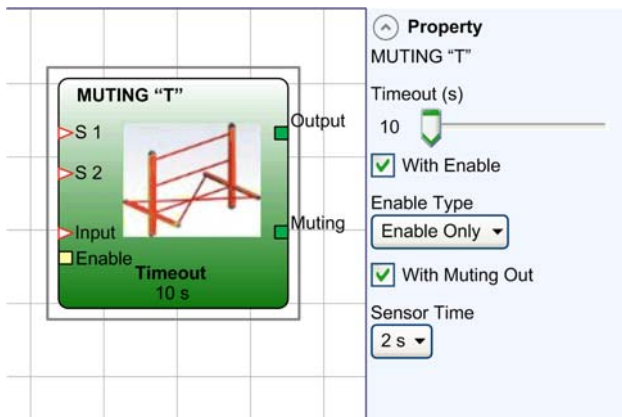 MUTING “T”
S 1
S 2
Input
Enable
Output
Muting
Timeout
10 s
Property
MUTING “T”
Timeout (s)
10
With Enable
Enable Type
Enable Only
With Muting Out
Sensor Time
2 s